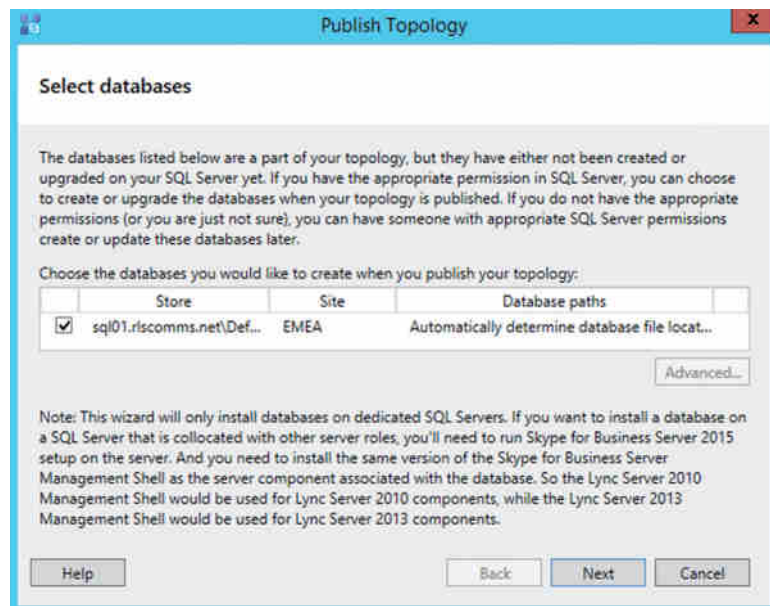 Publish Topology
X
Select databases
The databases listed below are a part of your topology, but they have either not been created or
upgraded on your SQL Server yet. If you have the appropriate permission in SQL Server, you can choose
to create or upgrade the databases when your topology is published. If you do not have the appropriate
permissions (or you are just not sure), you can have someone with appropriate SQL Server permissions
create or update these databases later.
Choose the databases you would like to create when you publish your topology:
Store Site Database paths
sql01.rlscomms.net\Def... EMEA Automatically determine database file locat...
Advanced...
Note: This wizard will only install databases on dedicated SQL Servers. If you want to install a database on
a SQL Server that is collocated with other server roles, you'll need to run Skype for Business Server 2015
setup on the server. And you need to install the same version of the Skype for Business Server
Management Shell as the server component associated with the database. So the Lync Server 2010
Management Shell would be used for Lync Server 2010 components, while the Lync Server 2013
Management Shell would be used for Lync Server 2013 components.
Help Back Next Cancel